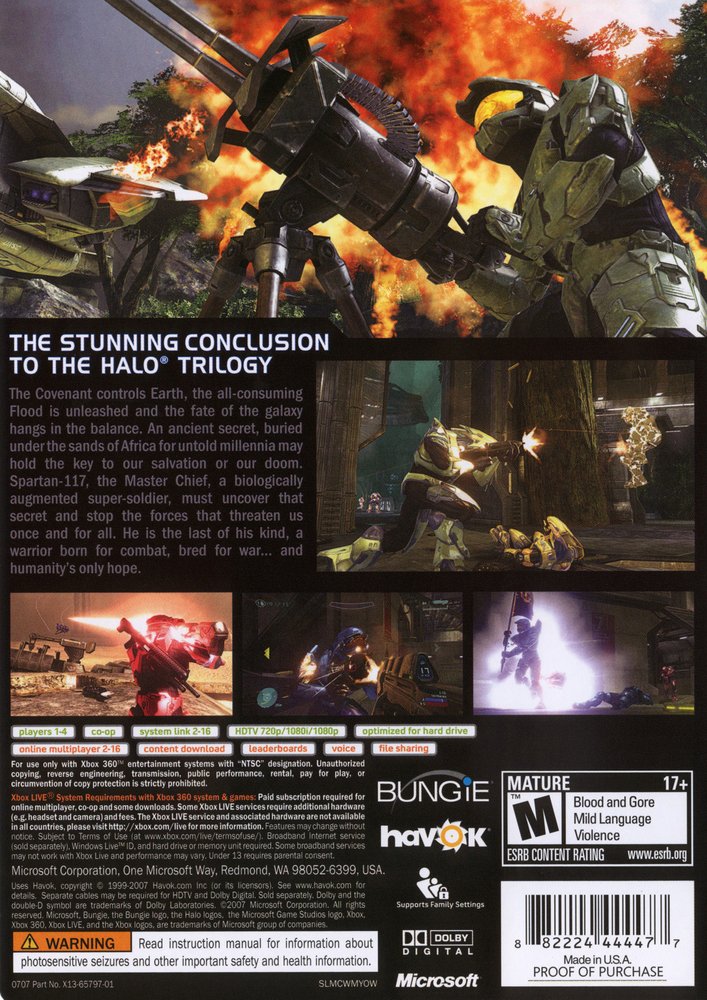 THE STUNNING CONCLUSION
TO THE HALO® TRILOGY
The Covenant controls Earth, the all-consuming
Flood is unleashed and the fate of the galaxy
hangs in the balance. An ancient secret, buried
under the sands of Africa for untold millennia may
hold the key to our salvation or our doom.
Spartan-117, the Master Chief, a biologically
augmented super-soldier, must uncover that
secret and stop the forces that threaten us
once and for all. He is the last of his kind, a
warrior born for combat, bred for war... and
humanity's only hope.
17
players 1-4
co-op
system link 2-16
HDTV 720p/1080i/1080p
optimized for hard drive
online multiplayer 2-16
content download
leaderboards
voice
file sharing
For use only with Xbox 360™ entertainment systems with "NTSC" designation. Unauthorized
copying, reverse engineering, transmission, public performance, rental, pay for play, or
circumvention of copy protection is strictly prohibited.
Xbox LIVE® System Requirements with Xbox 360 system & games: Paid subscription required for
online multiplayer, co-op and some downloads. Some Xbox LIVE services require additional hardware
(e.g. headset and camera) and fees. The Xbox LIVE service and associated hardware are not available
in all countries, please visit http://xbox.com/live for more information. Features may change without
notice. Subject to Terms of Use (at www.xbox.com/live/termsofuse/). Broadband Internet service
(sold separately), Windows Live™ ID, and hard drive or memory unit required. Some broadband services
may not work with Xbox Live and performance may vary. Under 13 requires parental consent.
Microsoft Corporation, One Microsoft Way, Redmond, WA 98052-6399, USA.
Uses Havok, copyright © 1999-2007 Havok.com Inc (or its licensors). See www.havok.com for
details. Separate cables may be required for HDTV and Dolby Digital. Sold separately. Dolby and the
double-D symbol are trademarks of Dolby Laboratories. ©2007 Microsoft Corporation. All rights
reserved. Microsoft, Bungie, the Bungie logo, the Halo logos, the Microsoft Game Studios logo, Xbox,
Xbox 360, Xbox LIVE, and the Xbox logos, are trademarks of Microsoft group of companies.
WARNING
Read instruction manual for information about
photosensitive seizures and other important safety and health information.
0707 Part No. X13-65797-01
SLMCWMYOW
BUNGiE
havOK
Supports Family Settings
DOLBY
DIGITAL
Microsoft
MATURE 17+
M
™
Blood and Gore
Mild Language
Violence
ESRB CONTENT RATING www.esrb.org
8 82224 44447 7
Made in U.S.A.
PROOF OF PURCHASE